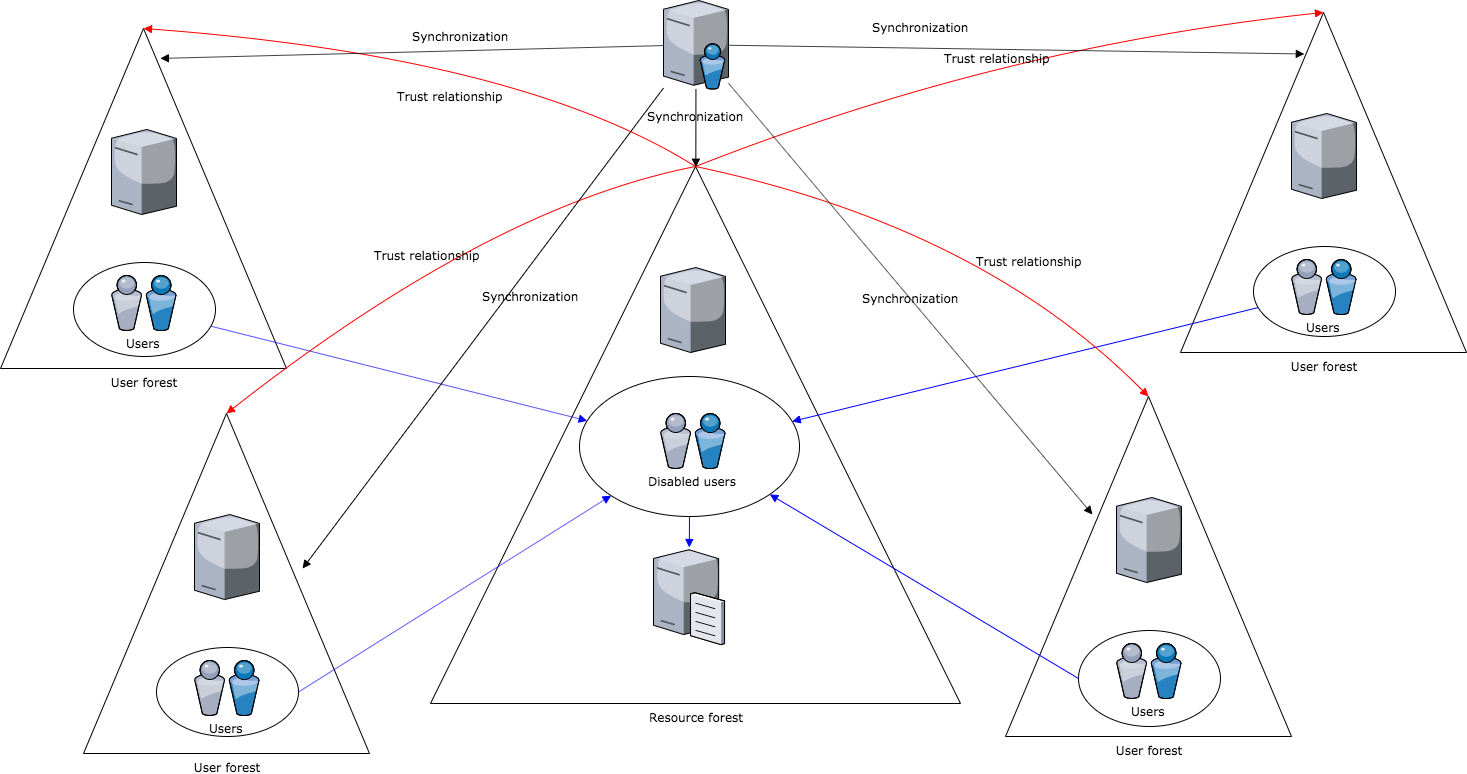 Synchronization
Synchronization
Trust relationship
Trust relationship
Synchronization
Trust relationship
Trust relationship
Synchronization
Synchronization
Users
Users
User forest
User forest
Disabled users
Users
Users
Resource forest
User forest
User forest